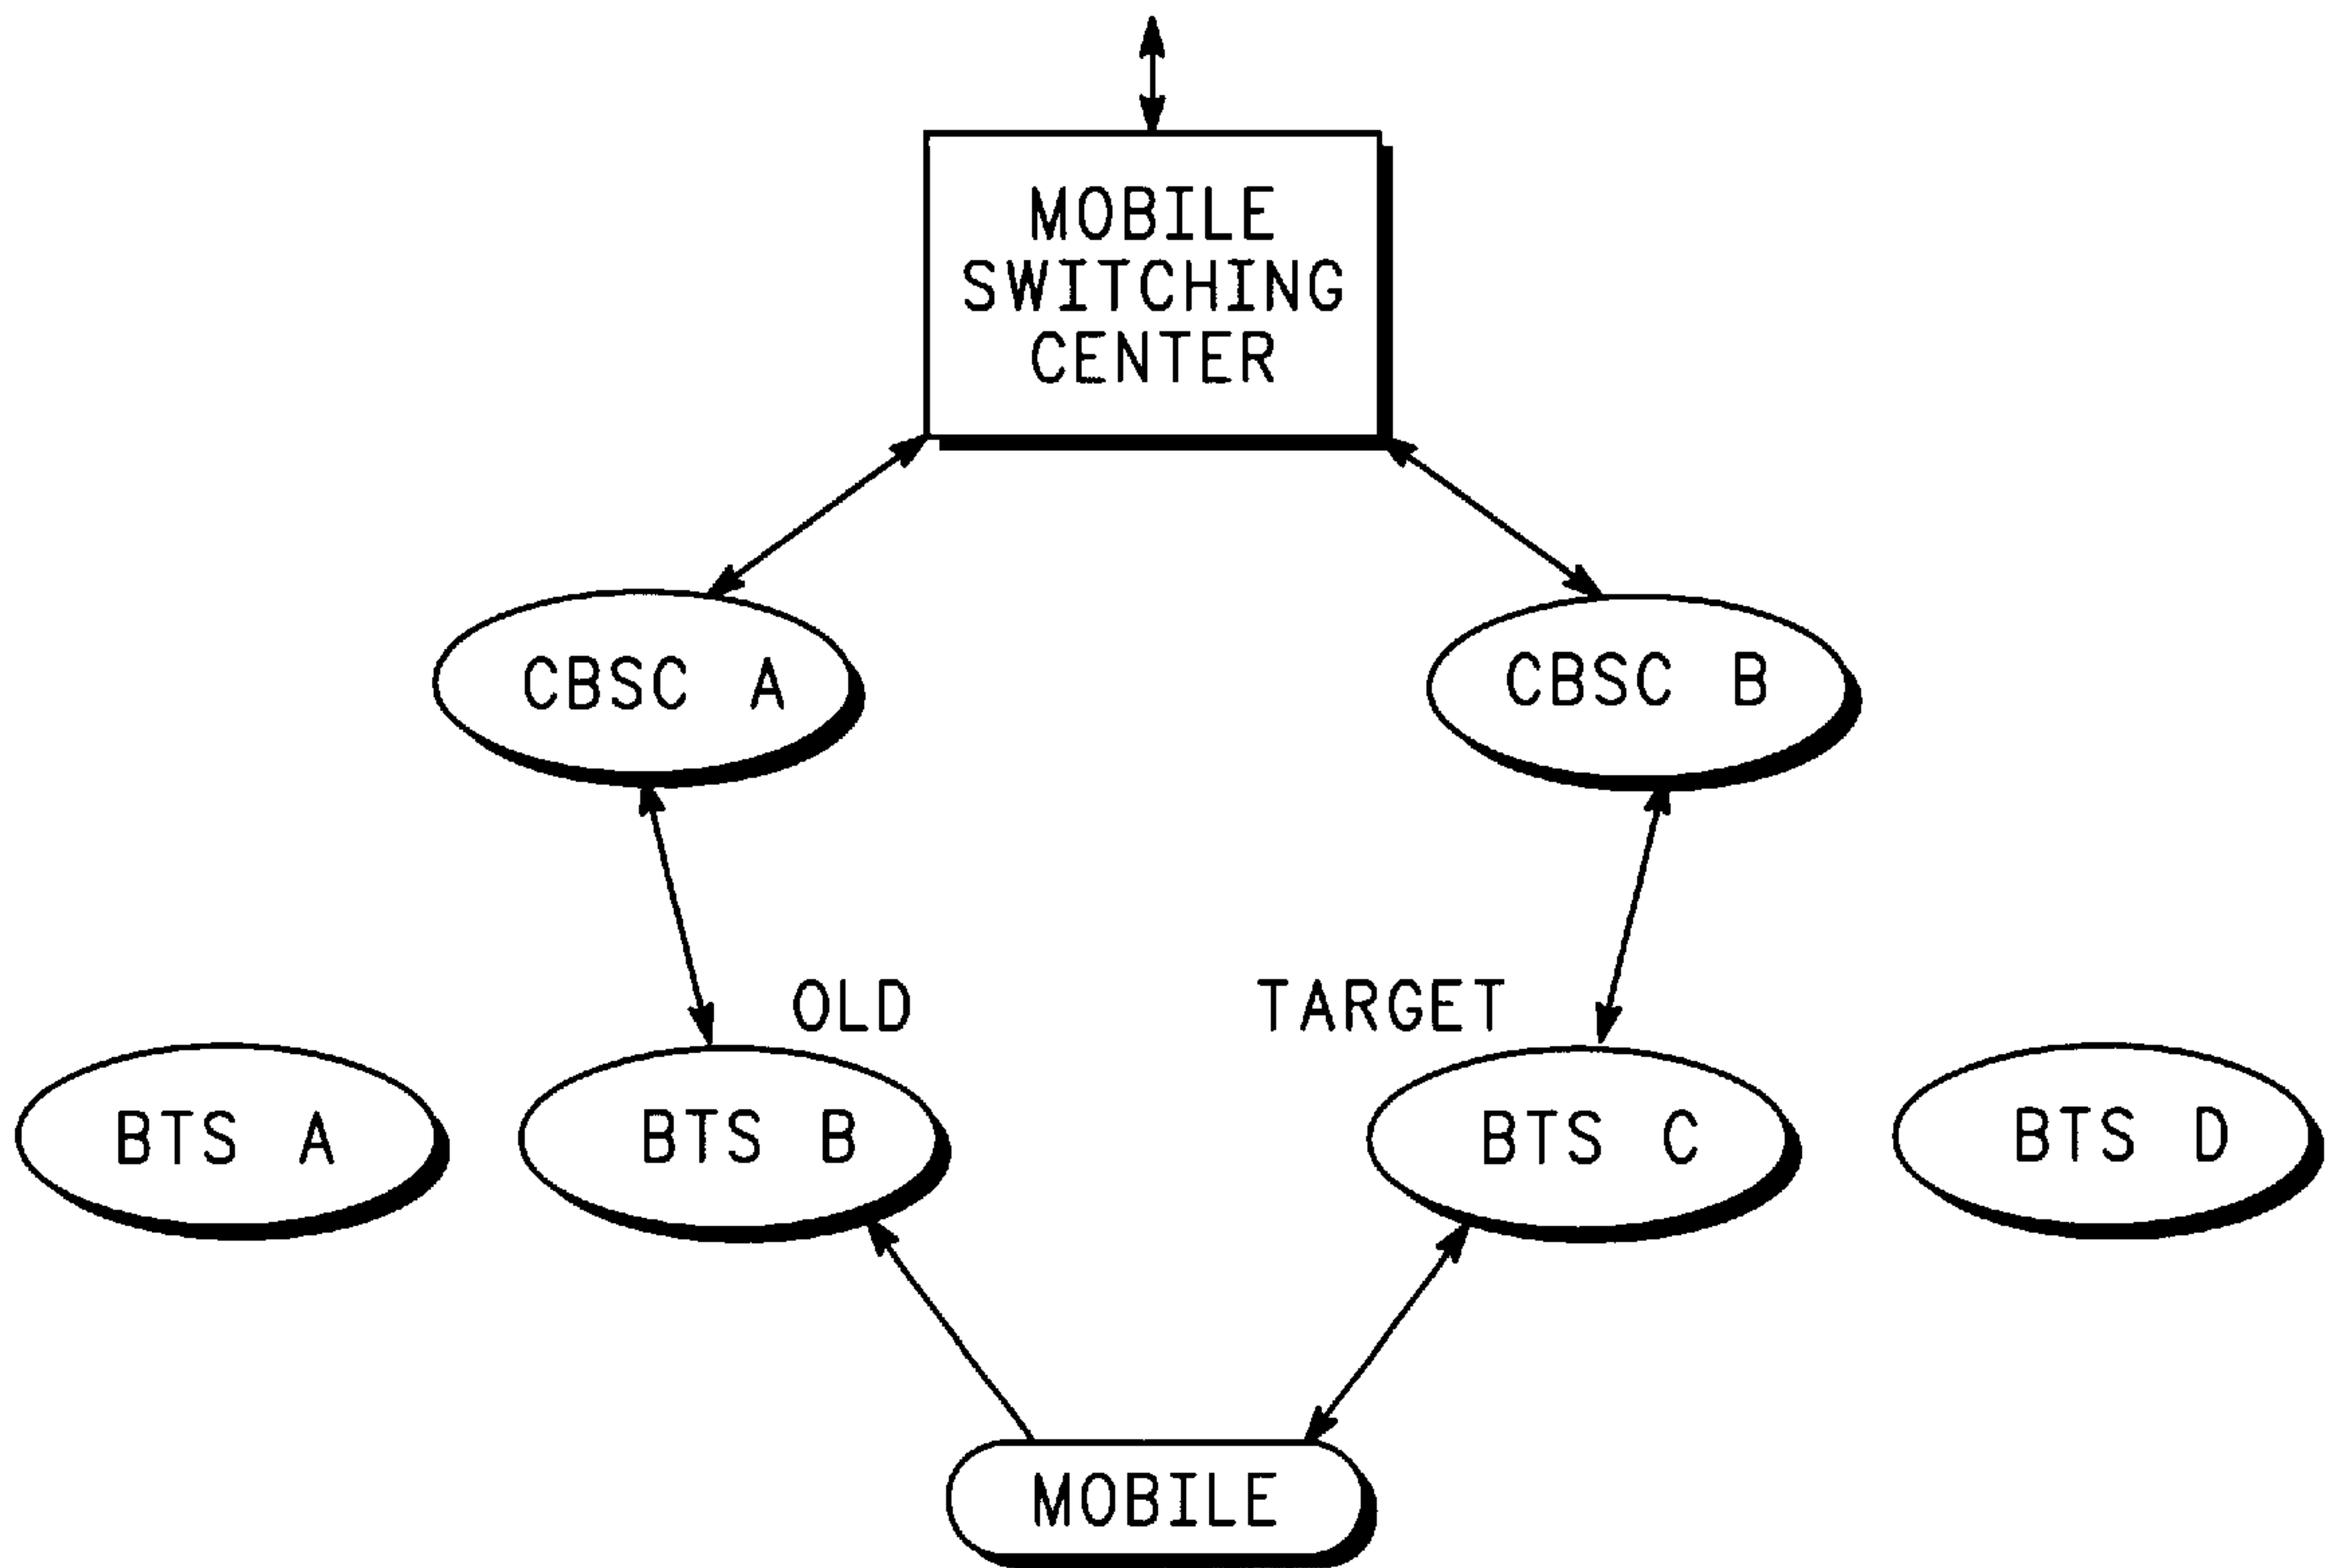 MOBILE
SWITCHING
CENTER
CBSC A
CBSC B
OLD
TARGET
BTS A
BTS B
BTS C
BTS D
MOBILE